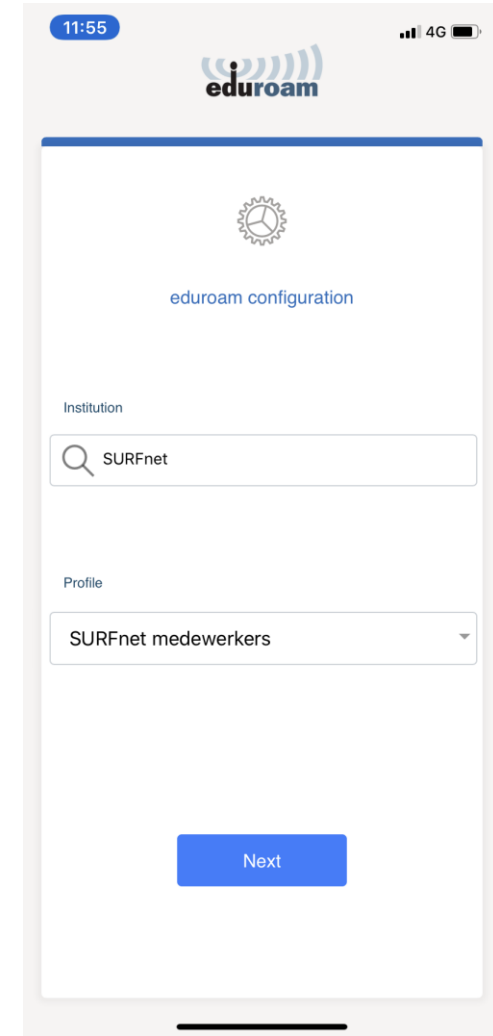 11:55
4G
eduroam
eduroam configuration
Institution
SURFnet
Profile
SURFnet medewerkers
Next